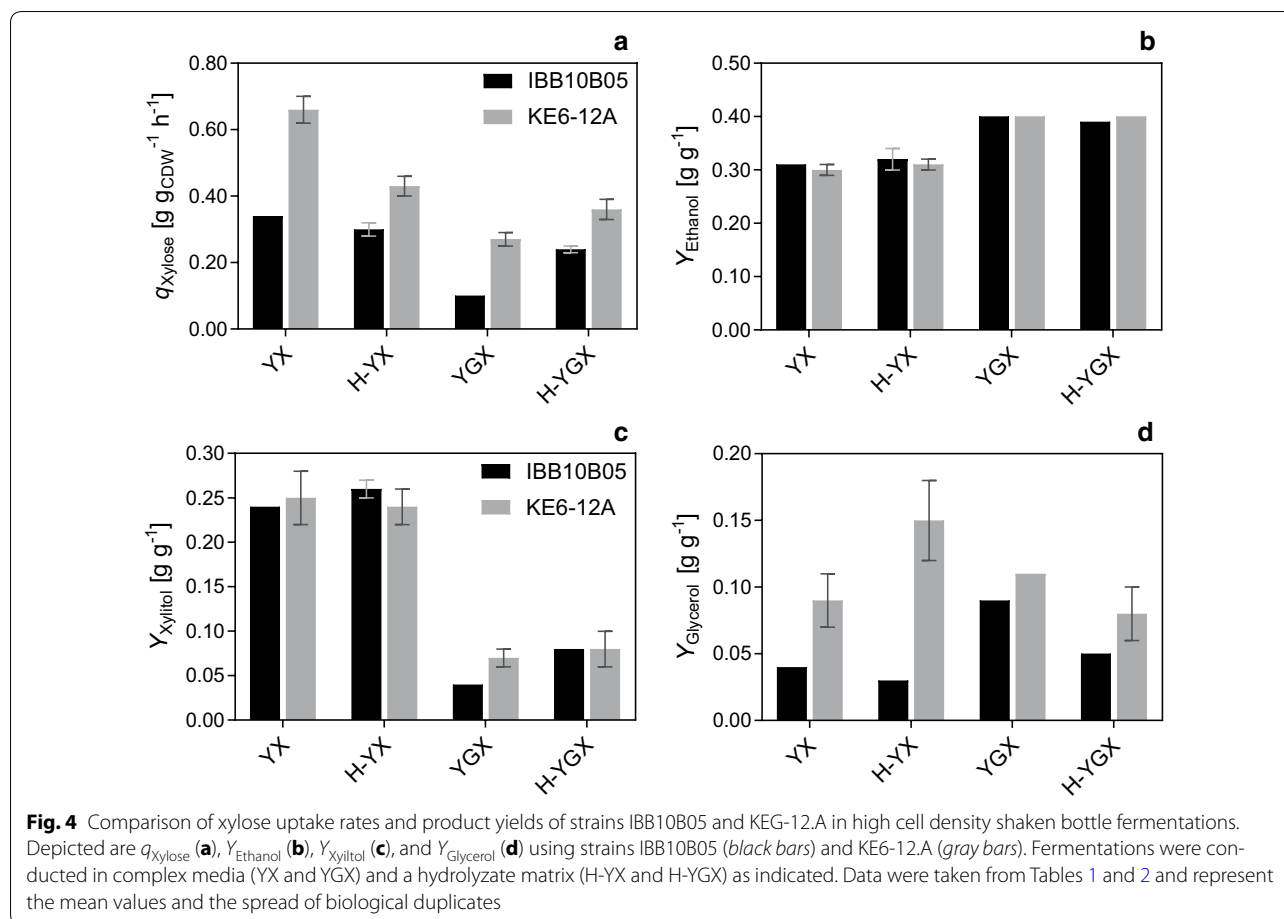 a
0.80
0.60
0.40
0.20
0.00
q Xylose [g g CDW -1 h-1]
IBB10B05
KE6-12A
YX
H-YX
YGX
H-YGX
b
0.50
0.40
0.30
0.20
0.10
0.00
Y Ethanol [g g-1]
YX
H-YX
YGX
H-YGX
c
0.30
0.25
0.20
0.15
0.10
0.05
0.00
Y Xylitol [g g-1]
IBB10B05
KE6-12A
YX
H-YX
YGX
H-YGX
d
0.20
0.15
0.10
0.05
0.00
Y Glycerol [g g-1]
YX
H-YX
YGX
H-YGX
Fig. 4 Comparison of xylose uptake rates and product yields of strains IBB10B05 and KEG-12.A in high cell density shaken bottle fermentations.
Depicted are qXylose (a), YEthanol (b), YXyiltol (c), and YGlycerol (d) using strains IBB10B05 (black bars) and KE6-12.A (gray bars). Fermentations were con-
ducted in complex media (YX and YGX) and a hydrolyzate matrix (H-YX and H-YGX) as indicated. Data were taken from Tables 1 and 2 and represent
the mean values and the spread of biological duplicates